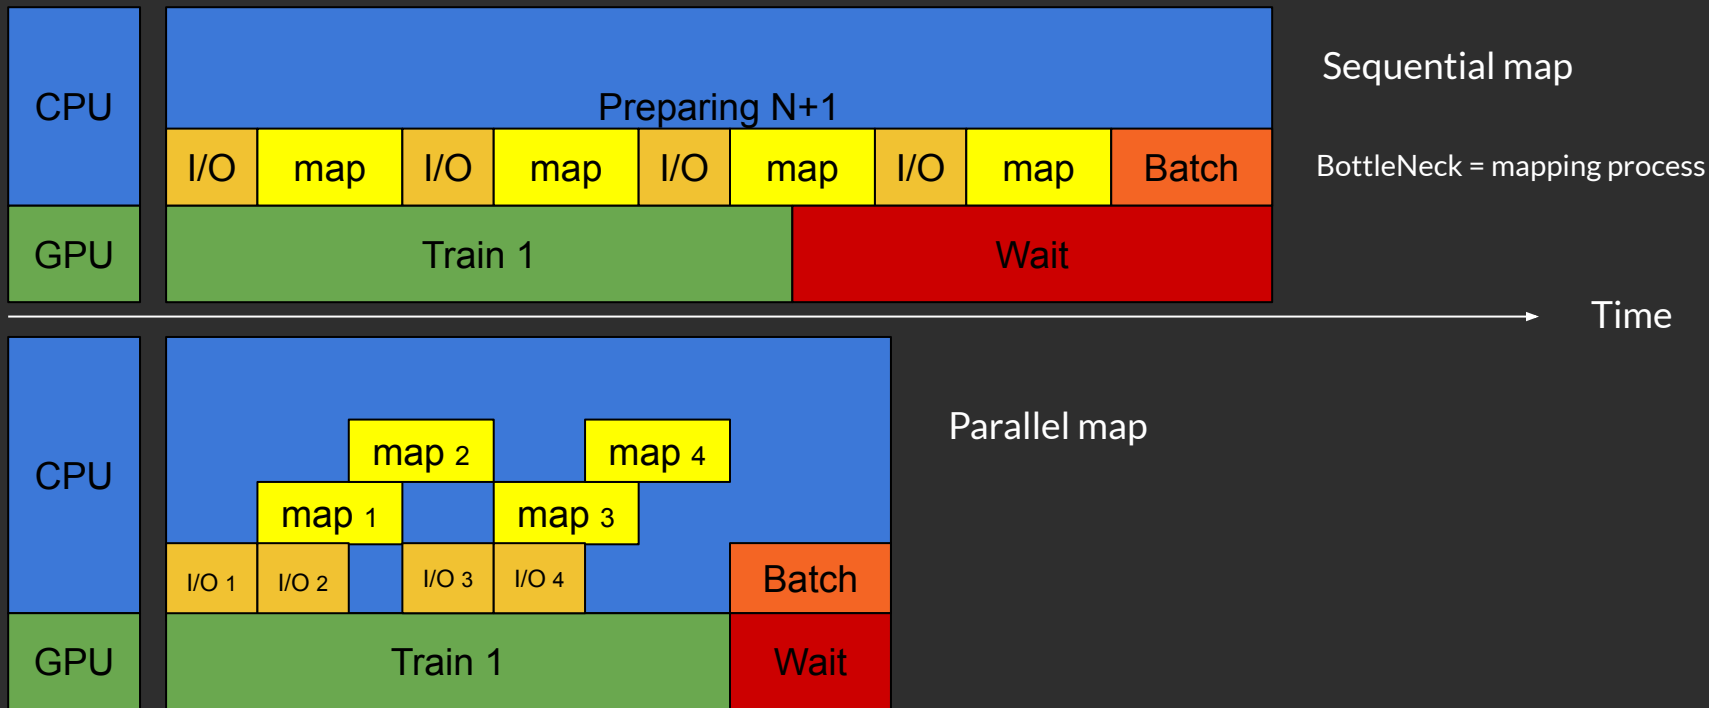 CPU
Preparing N+1
Sequential map
I/O map I/O map I/O map I/O map Batch
BottleNeck = mapping process
GPU
Train 1
Wait
Time
CPU
map 2
map 4
Parallel map
map 1
map 3
I/O 1
I/O 2
I/O 3
I/O 4
Batch
GPU
Train 1
Wait